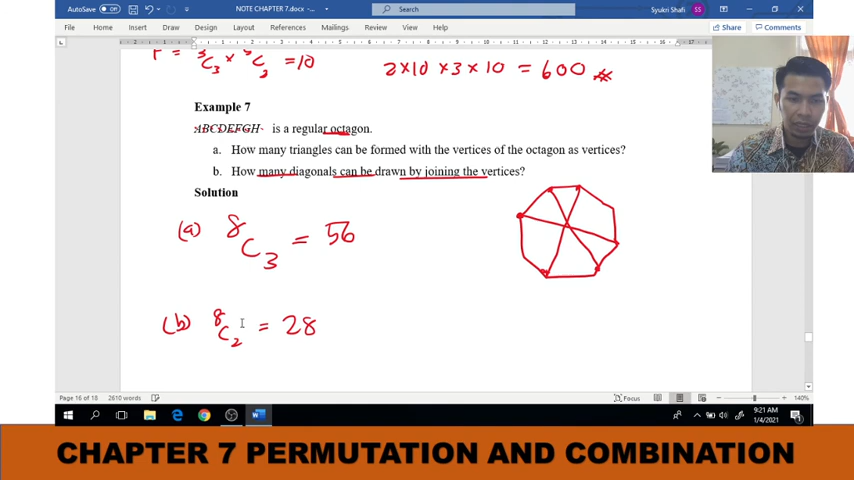 AutoSave Off
NOTE CHAPTER 7.docx
Search
Syukri Shafi
SS
File Home Insert Draw Design Layout References Mailings Review View Help
Share Comments
³C₃ × ⁵C₂ = 10
2×10 ×3 × 10 = 600
Example 7
ABCDEFGH is a regular octagon.
a. How many triangles can be formed with the vertices of the octagon as vertices?
b. How many diagonals can be drawn by joining the vertices?
Solution
(a) ⁸C₃ = 56
(b) ⁸C₂ = 28
Page 16 of 18 2610 words
Focus
140%
9:21 AM
1/4/2021
CHAPTER 7 PERMUTATION AND COMBINATION